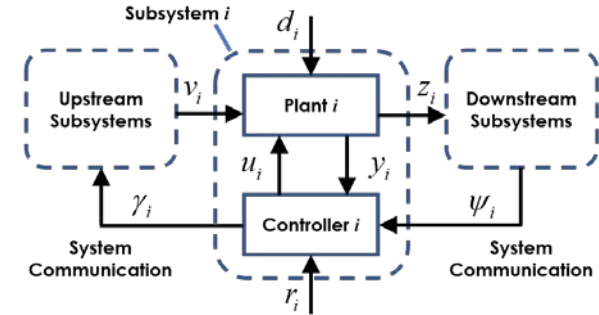 Subsystem i
d_i
Upstream
Subsystems
v_i
Plant i
z_i
Downstream
Subsystems
u_i
y_i
γ_i
Controller i
ψ_i
System
Communication
r_i
System
Communication